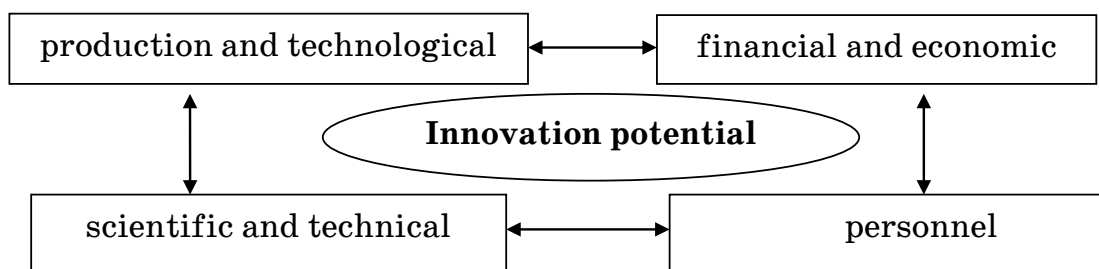 production and technological
financial and economic
Innovation potential
scientific and technical
personnel